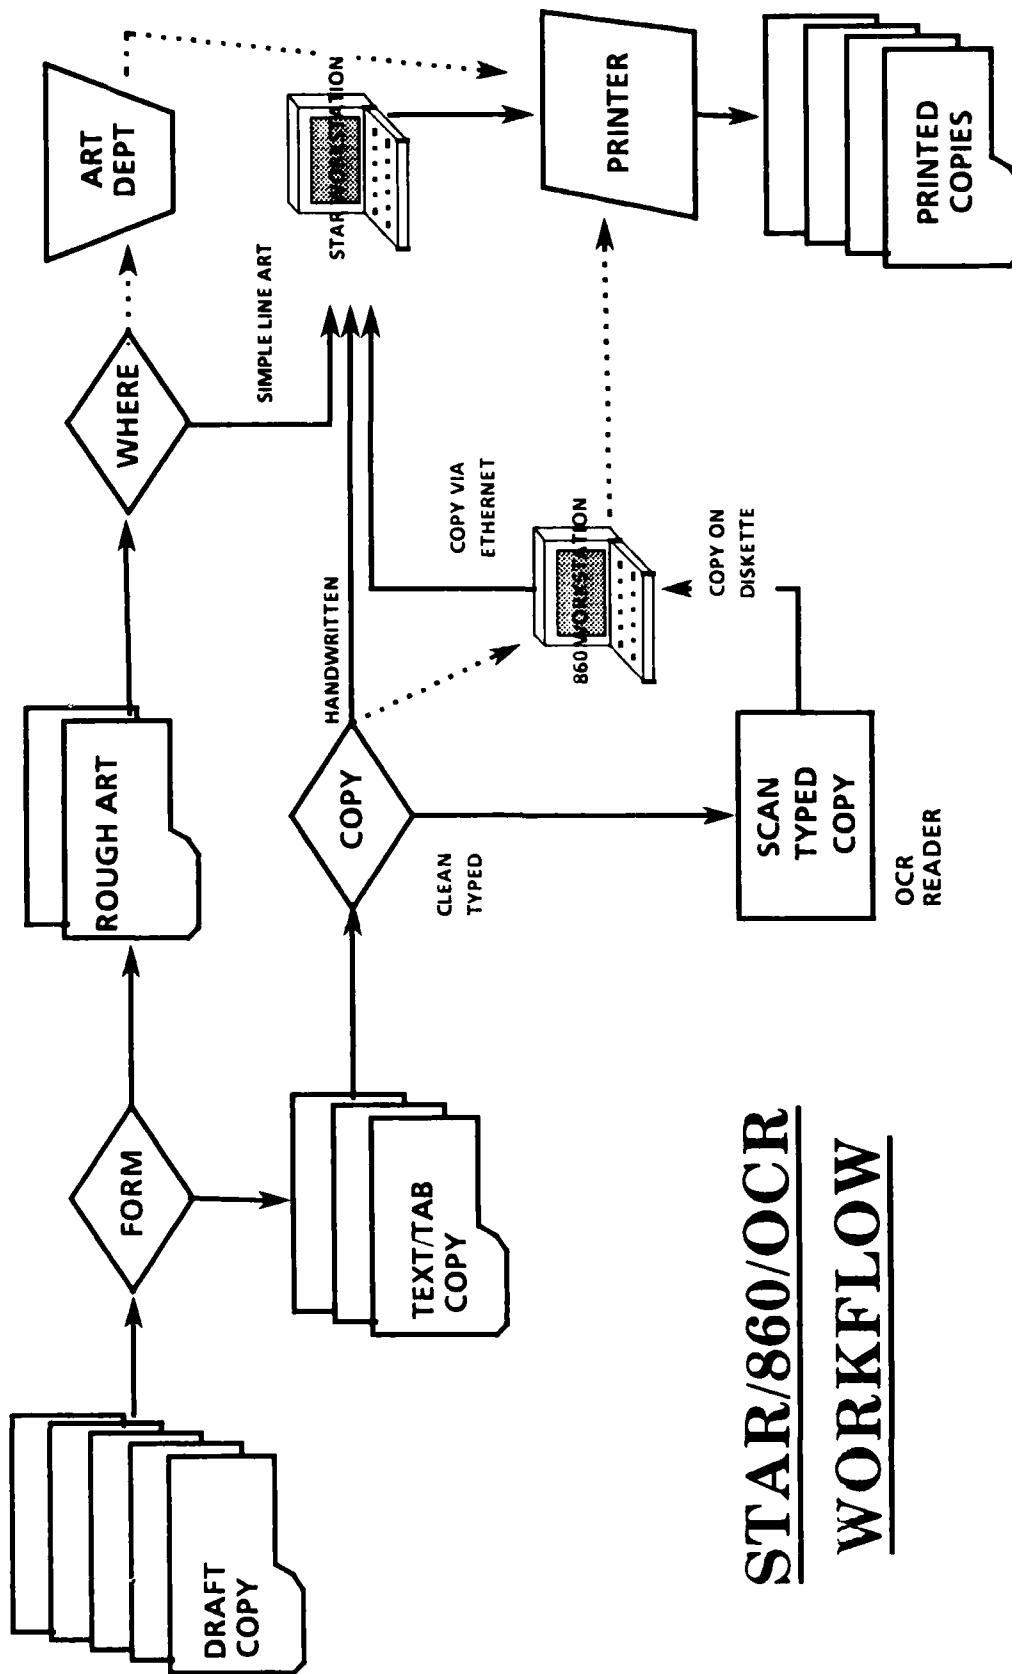 DRAFT
COPY
FORM
ROUGH ART
WHERE
ART
DEPT
SIMPLE LINE ART
STAR WORKSTATION
TEXT/TAB
COPY
COPY
HANDWRITTEN
CLEAN
TYPED
COPY VIA
ETHERNET
860 WORKSTATION
COPY ON
DISKETTE
SCAN
TYPED
COPY
OCR
READER
PRINTER
PRINTED
COPIES
STAR/860/OCR
WORKFLOW